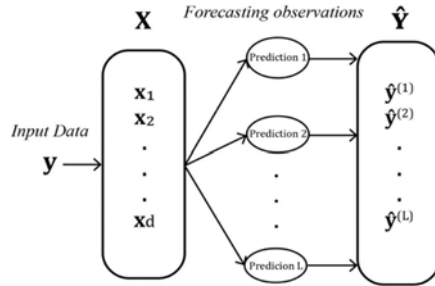 Forecasting observations
X
Ŷ
Input Data
y
x1
x2
.
.
.
xd
Prediction 1
Prediction 2
.
.
.
Predicion L
ŷ(1)
ŷ(2)
.
.
.
ŷ(L)